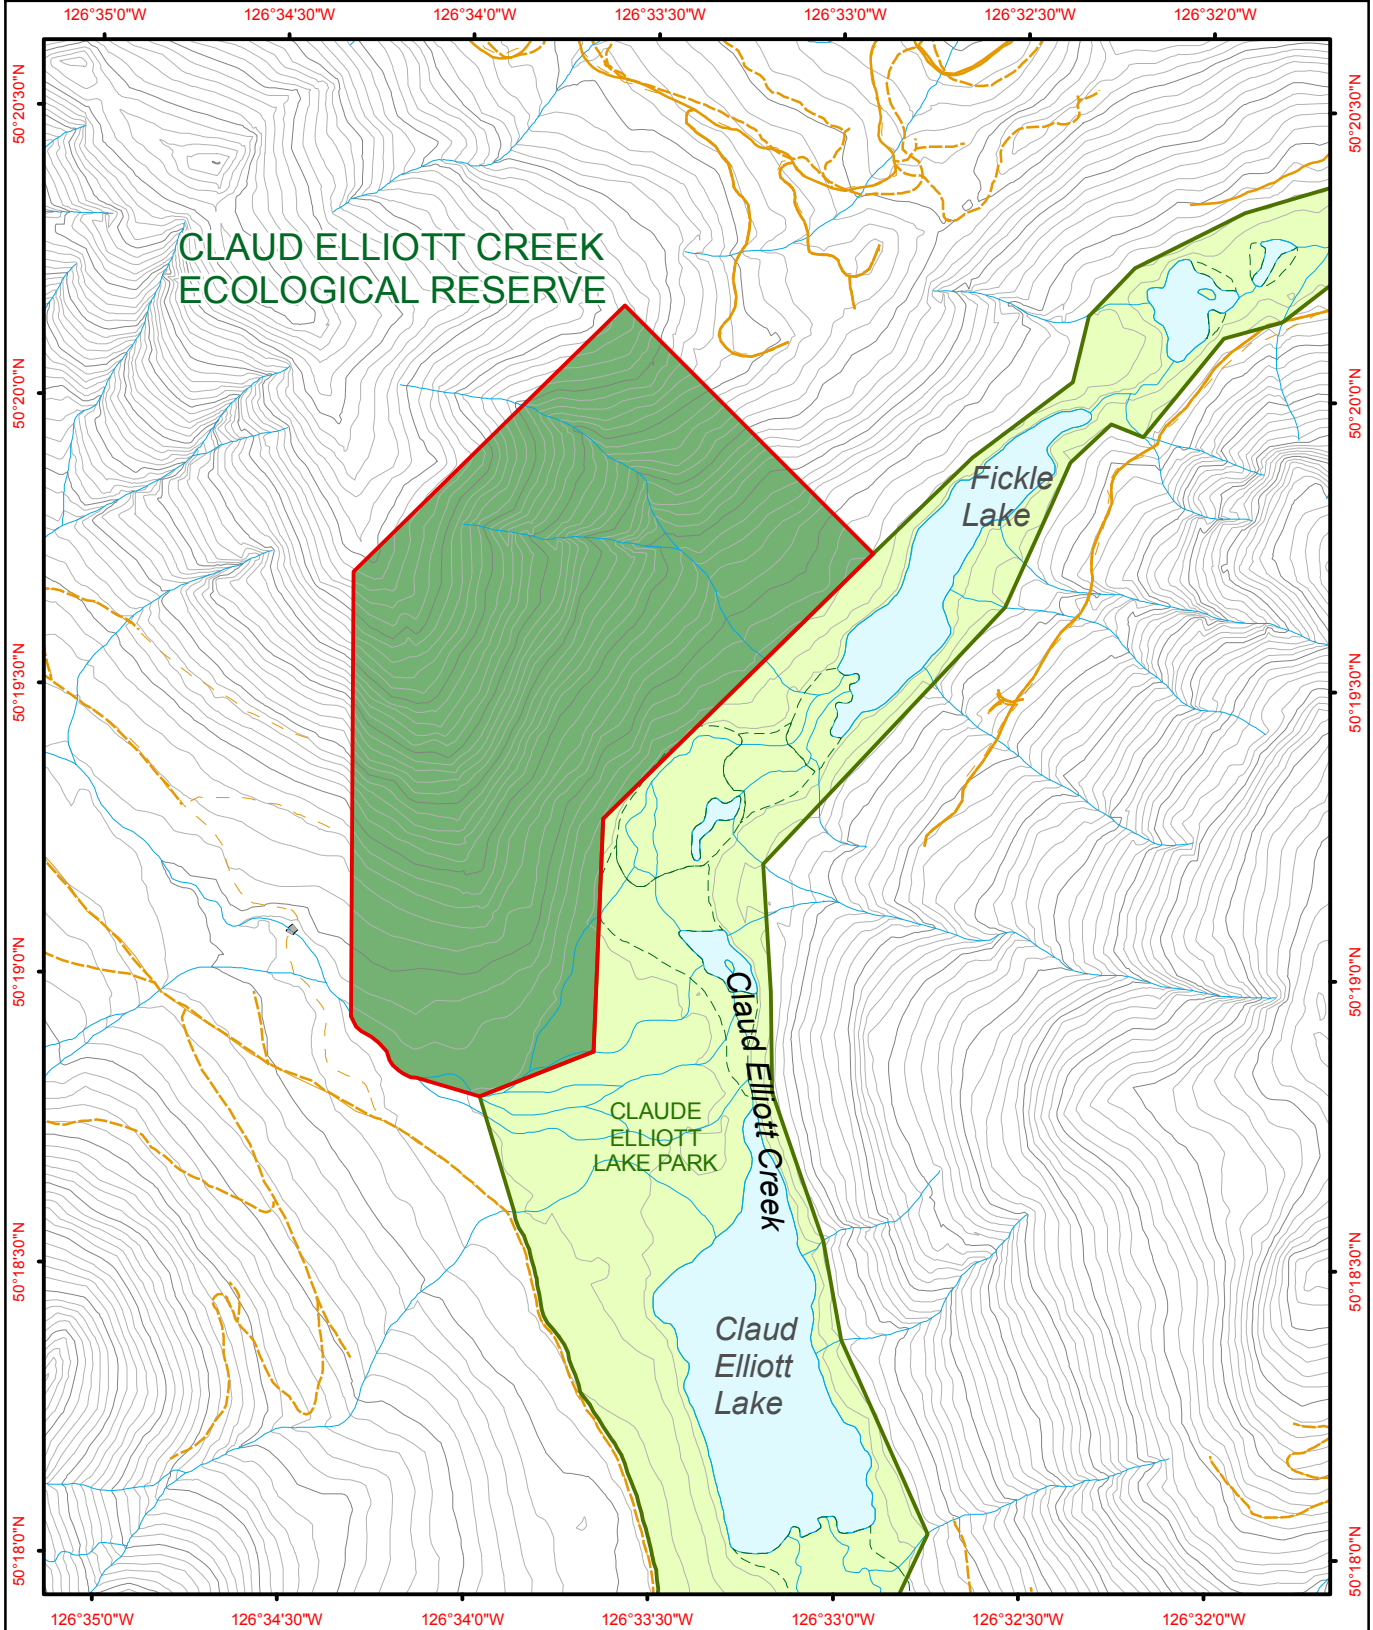 126°35'0"W 126°34'30"W 126°34'0"W 126°33'30"W 126°33'0"W 126°32'30"W 126°32'0"W
50°20'30"N
50°20'30"N
CLAUD ELLIOTT CREEK
ECOLOGICAL RESERVE
50°20'0"N
50°20'0"N
Fickle
Lake
50°19'30"N
50°19'30"N
50°19'0"N
50°19'0"N
Claud Elliott Creek
CLAUDE
ELLIOTT
LAKE PARK
50°18'30"N
50°18'30"N
Claud
Elliott
Lake
50°18'0"N
50°18'0"N
126°35'0"W 126°34'30"W 126°34'0"W 126°33'30"W 126°33'0"W 126°32'30"W 126°32'0"W